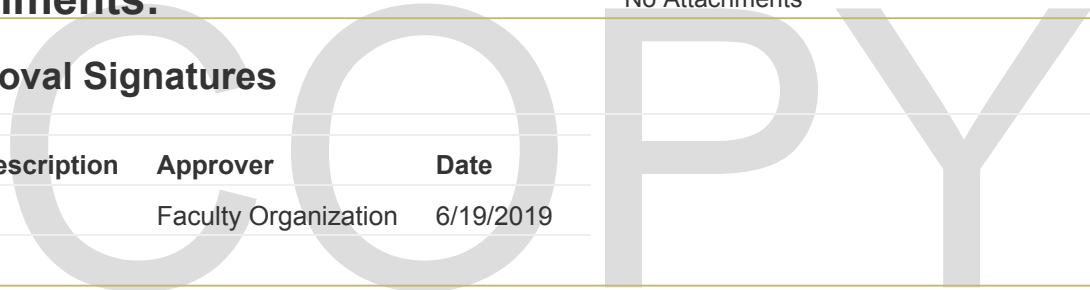 ments:
No Attachments
oval Signatures
escription Approver Date
Faculty Organization 6/19/2019
COPY